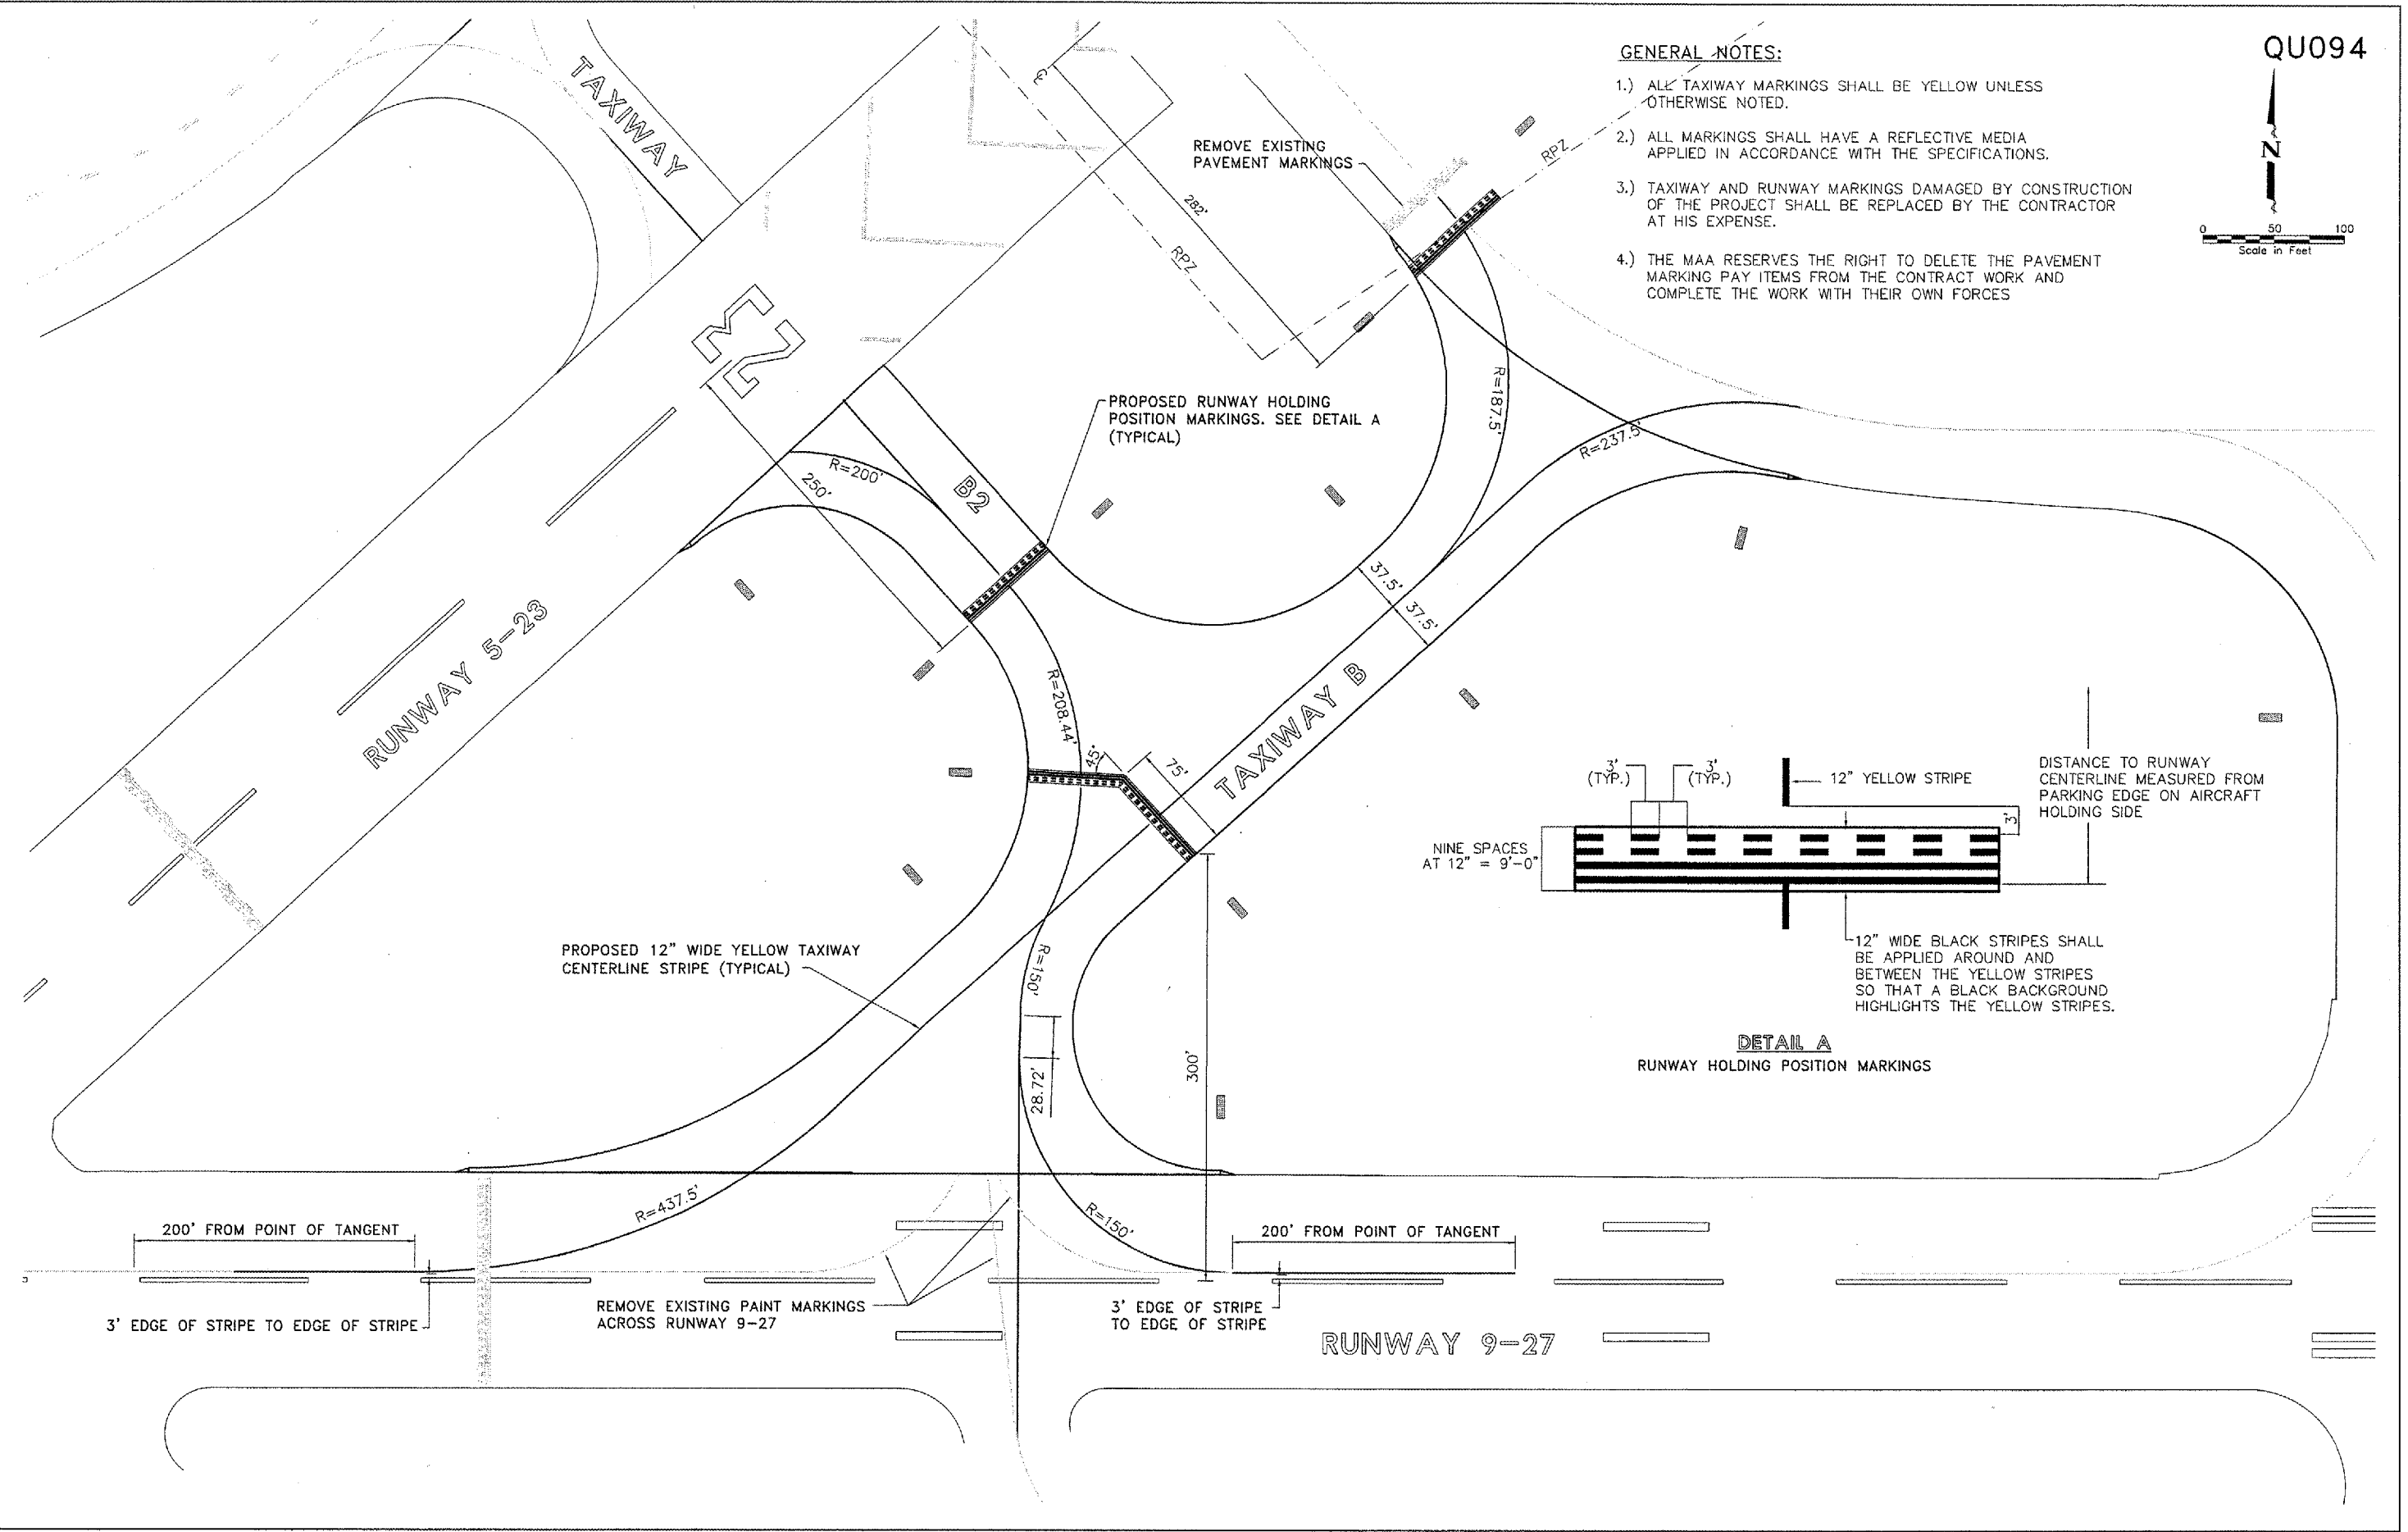 QU094
GENERAL NOTES:
1.) ALL TAXIWAY MARKINGS SHALL BE YELLOW UNLESS
OTHERWISE NOTED.
2.) ALL MARKINGS SHALL HAVE A REFLECTIVE MEDIA
APPLIED IN ACCORDANCE WITH THE SPECIFICATIONS.
3.) TAXIWAY AND RUNWAY MARKINGS DAMAGED BY CONSTRUCTION
OF THE PROJECT SHALL BE REPLACED BY THE CONTRACTOR
AT HIS EXPENSE.
4.) THE MAA RESERVES THE RIGHT TO DELETE THE PAVEMENT
MARKING PAY ITEMS FROM THE CONTRACT WORK AND
COMPLETE THE WORK WITH THEIR OWN FORCES
N
0 50 100
Scale in Feet
TAXIWAY
℄
REMOVE EXISTING
PAVEMENT MARKINGS
RPZ
282'
RPZ
23
R=187.5'
PROPOSED RUNWAY HOLDING
POSITION MARKINGS. SEE DETAIL A
(TYPICAL)
R=237.5'
R=200'
250'
B2
37.5'
37.5'
RUNWAY 5-23
R=208.44'
45°
75'
TAXIWAY B
3'
(TYP.)
3'
(TYP.)
12" YELLOW STRIPE
DISTANCE TO RUNWAY
CENTERLINE MEASURED FROM
PARKING EDGE ON AIRCRAFT
HOLDING SIDE
3'
NINE SPACES
AT 12" = 9'-0"
12" WIDE BLACK STRIPES SHALL
BE APPLIED AROUND AND
BETWEEN THE YELLOW STRIPES
SO THAT A BLACK BACKGROUND
HIGHLIGHTS THE YELLOW STRIPES.
DETAIL A
RUNWAY HOLDING POSITION MARKINGS
PROPOSED 12" WIDE YELLOW TAXIWAY
CENTERLINE STRIPE (TYPICAL)
R=150'
28.72'
300'
R=437.5'
R=150'
200' FROM POINT OF TANGENT
200' FROM POINT OF TANGENT
3' EDGE OF STRIPE TO EDGE OF STRIPE
REMOVE EXISTING PAINT MARKINGS
ACROSS RUNWAY 9-27
3' EDGE OF STRIPE
TO EDGE OF STRIPE
RUNWAY 9-27